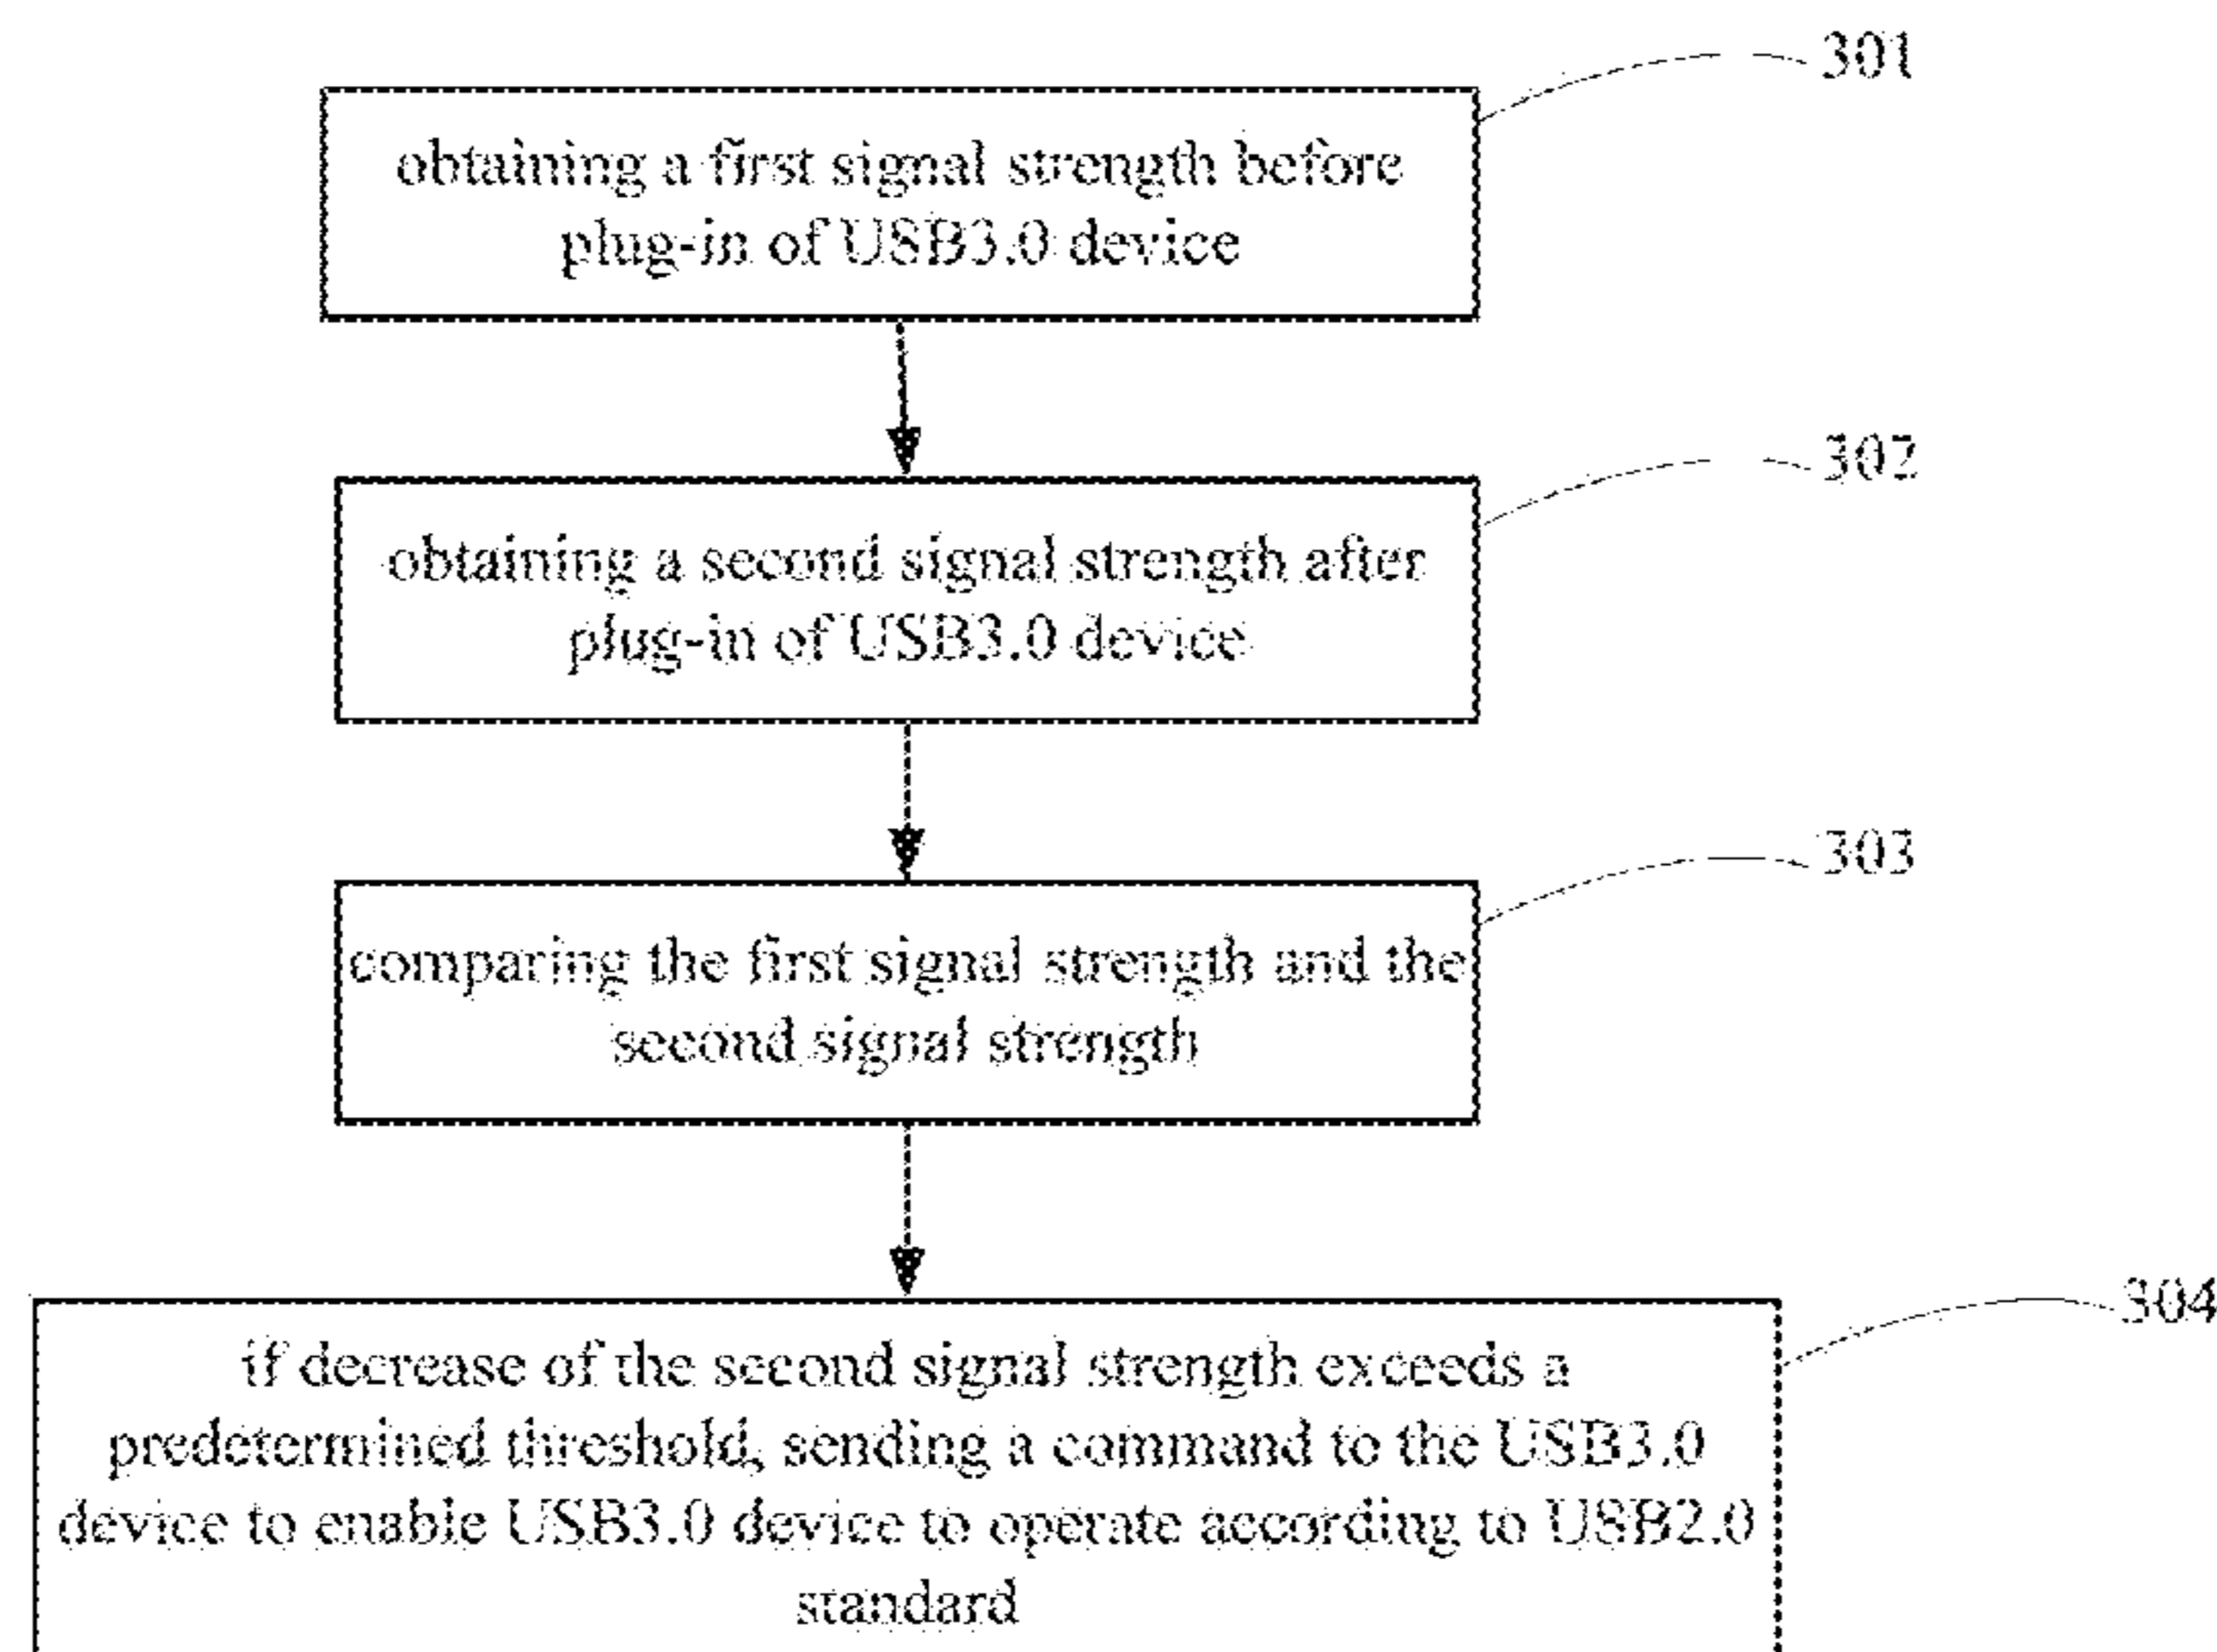 301
obtaining a first signal strength before
plug-in of USB3.0 device
302
obtaining a second signal strength after
plug-in of USB3.0 device
303
comparing the first signal strength and the
second signal strength
304
if decrease of the second signal strength exceeds a
predetermined threshold, sending a command to the USB3.0
device to enable USB3.0 device to operate according to USB2.0
standard